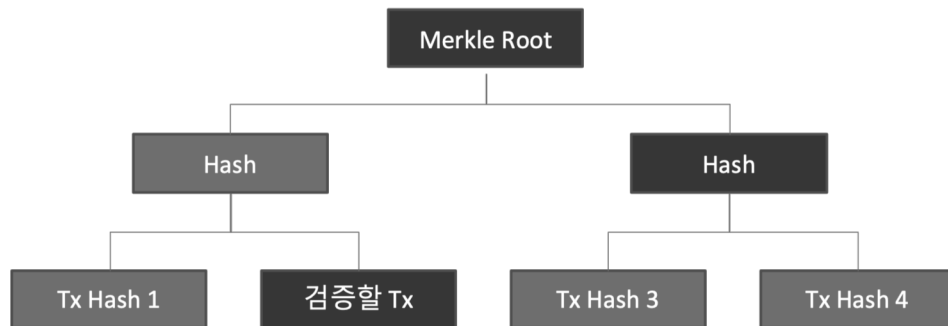 Merkle Root
Hash
Hash
Tx Hash 1
검증할 Tx
Tx Hash 3
Tx Hash 4